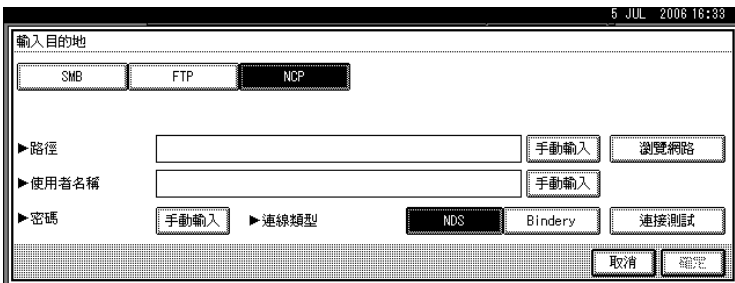 5 JUL 2006 16:33
輸入目的地
SMB FTP NCP
▶路徑 手動輸入 瀏覽網路
▶使用者名稱 手動輸入
▶密碼 手動輸入 ▶連線類型 NDS Bindery 連接測試
取消 確定